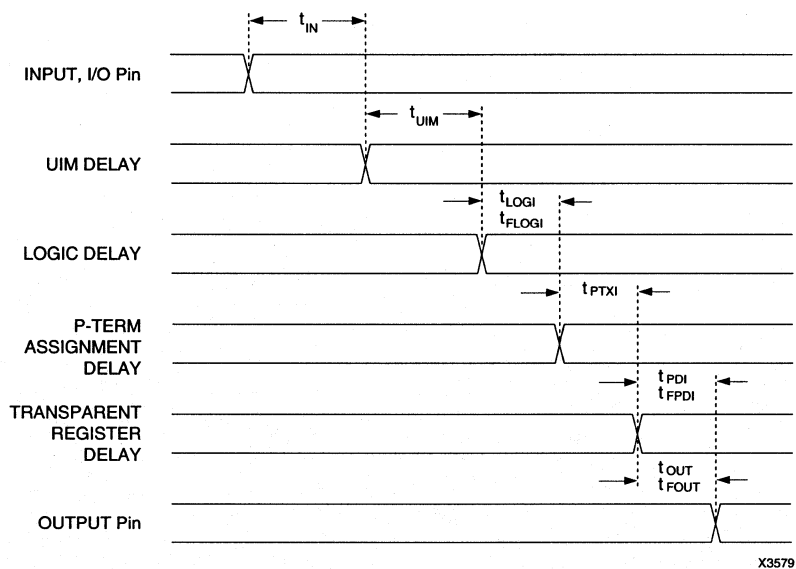 tIN
INPUT, I/O Pin
tUIM
UIM DELAY
tLOGI
tFLOGI
LOGIC DELAY
tPTXI
P-TERM
ASSIGNMENT
DELAY
tPDI
tFPDI
TRANSPARENT
REGISTER
DELAY
tOUT
tFOUT
OUTPUT Pin
X3579